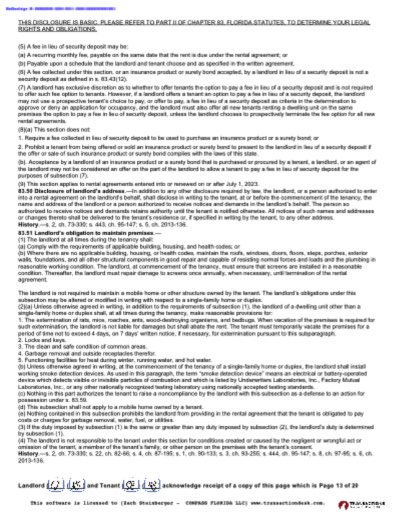 THIS DISCLOSURE IS BASIC. PLEASE REFER TO PART II OF CHAPTER 83, FLORIDA STATUTES, TO DETERMINE YOUR LEGAL
RIGHTS AND OBLIGATIONS.
(5) A fee in lieu of security deposit may be:
(a) A recurring monthly fee, payable on the same date that the rent is due under the rental agreement; or
(b) Payable upon a schedule that the landlord and tenant choose and as specified in the written agreement.
(6) A fee collected under this section, or an insurance product or surety bond accepted, by a landlord in lieu of a security deposit is not a
security deposit as defined in s. 83.43(12).
(7) A landlord has exclusive discretion as to whether to offer tenants the option to pay a fee in lieu of a security deposit and is not required
to offer such fee option to tenants. However, if a landlord offers a tenant an option to pay a fee in lieu of a security deposit, the landlord
may not use a prospective tenant's choice to pay, or offer to pay, a fee in lieu of security deposit as criteria in the determination to
approve or deny an application for occupancy, and the landlord must also offer all new tenants renting a dwelling unit on the same
premises the option to pay a fee in lieu of security deposit, unless the landlord chooses to prospectively terminate the fee option for all new
rental agreements.
(8)(a) This section does not:
1. Require a fee collected in lieu of security deposit to be used to purchase an insurance product or a surety bond; or
2. Prohibit a tenant from being offered or sold an insurance product or surety bond to present to the landlord in lieu of a security deposit if
the offer or sale of such insurance product or surety bond complies with the laws of this state.
(b). Acceptance by a landlord of an insurance product or a surety bond that is purchased or procured by a tenant, a landlord, or an agent of
the landlord may not be considered an offer on the part of the landlord to allow a tenant to pay a fee in lieu of security deposit for the
purposes of subsection (7).
(9) This section applies to rental agreements entered into or renewed on or after July 1, 2023.
83.50 Disclosure of landlord's address.—In addition to any other disclosure required by law, the landlord, or a person authorized to enter
into a rental agreement on the landlord's behalf, shall disclose in writing to the tenant, at or before the commencement of the tenancy, the
name and address of the landlord or a person authorized to receive notices and demands in the landlord's behalf. The person so
authorized to receive notices and demands retains authority until the tenant is notified otherwise. All notices of such names and addresses
or changes thereto shall be delivered to the tenant's residence or, if specified in writing by the tenant, to any other address.
History.—s. 2, ch. 73-330; s. 443, ch. 95-147; s. 5, ch. 2013-136.
83.51 Landlord's obligation to maintain premises.—
(1) The landlord at all times during the tenancy shall:
(a) Comply with the requirements of applicable building, housing, and health codes; or
(b) Where there are no applicable building, housing, or health codes, maintain the roofs, windows, doors, floors, steps, porches, exterior
walls, foundations, and all other structural components in good repair and capable of resisting normal forces and loads and the plumbing in
reasonable working condition. The landlord, at commencement of the tenancy, must ensure that screens are installed in a reasonable
condition. Thereafter, the landlord must repair damage to screens once annually, when necessary, until termination of the rental
agreement.
The landlord is not required to maintain a mobile home or other structure owned by the tenant. The landlord's obligations under this
subsection may be altered or modified in writing with respect to a single-family home or duplex.
(2)(a) Unless otherwise agreed in writing, in addition to the requirements of subsection (1), the landlord of a dwelling unit other than a
single-family home or duplex shall, at all times during the tenancy, make reasonable provisions for:
1. The extermination of rats, mice, roaches, ants, wood-destroying organisms, and bedbugs. When vacation of the premises is required for
such extermination, the landlord is not liable for damages but shall abate the rent. The tenant must temporarily vacate the premises for a
period of time not to exceed 4 days, on 7 days' written notice, if necessary, for extermination pursuant to this subparagraph.
2. Locks and keys.
3. The clean and safe condition of common areas.
4. Garbage removal and outside receptacles therefor.
5. Functioning facilities for heat during winter, running water, and hot water.
(b) Unless otherwise agreed in writing, at the commencement of the tenancy of a single-family home or duplex, the landlord shall install
working smoke detection devices. As used in this paragraph, the term "smoke detection device" means an electrical or battery-operated
device which detects visible or invisible particles of combustion and which is listed by Underwriters Laboratories, Inc., Factory Mutual
Laboratories, Inc., or any other nationally recognized testing laboratory using nationally accepted testing standards.
(c) Nothing in this part authorizes the tenant to raise a noncompliance by the landlord with this subsection as a defense to an action for
possession under s. 83.59.
(d) This subsection shall not apply to a mobile home owned by a tenant.
(e) Nothing contained in this subsection prohibits the landlord from providing in the rental agreement that the tenant is obligated to pay
costs or charges for garbage removal, water, fuel, or utilities.
(3) If the duty imposed by subsection (1) is the same or greater than any duty imposed by subsection (2), the landlord's duty is determined
by subsection (1).
(4) The landlord is not responsible to the tenant under this section for conditions created or caused by the negligent or wrongful act or
omission of the tenant, a member of the tenant's family, or other person on the premises with the tenant's consent.
History.—s. 2, ch. 73-330; s. 22, ch. 82-66; s. 4, ch. 87-195; s. 1, ch. 90-133; s. 3, ch. 93-255; s. 444, ch. 95-147; s. 8, ch. 97-95; s. 6, ch.
2013-136.
Landlord ( ) ( ) and Tenant ( ) ( ) acknowledge receipt of a copy of this page which is Page 13 of 20
This software is licensed to [Zach Steinberger - COMPASS FLORIDA LLC] www.transactiondesk.com.